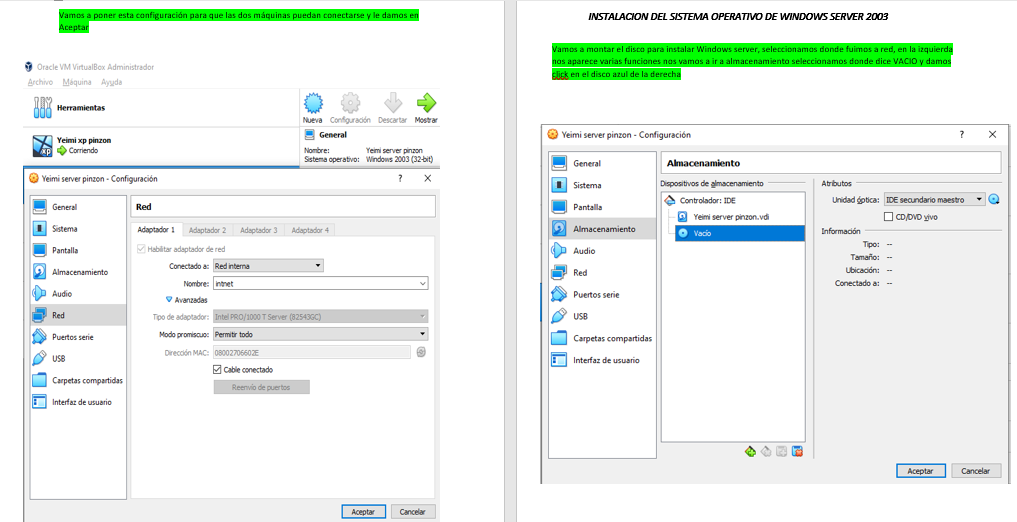 Vamos a poner esta configuración para que las dos máquinas puedan conectarse y le damos en
Aceptar
Oracle VM VirtualBox Administrador
Archivo Máquina Ayuda
Herramientas
Nueva Configuración Descartar Mostrar
Yeimi xp pinzon
Corriendo
General
Nombre: Yeimi server pinzon
Sistema operativo: Windows 2003 (32-bit)
Yeimi server pinzon - Configuración ? X
General
Sistema
Pantalla
Almacenamiento
Audio
Red
Puertos serie
USB
Carpetas compartidas
Interfaz de usuario
Red
Adaptador 1 Adaptador 2 Adaptador 3 Adaptador 4
Habilitar adaptador de red
Conectado a: Red interna
Nombre: intnet
Avanzadas
Tipo de adaptador: Intel PRO/1000 T Server (82543GC)
Modo promiscuo: Permitir todo
Dirección MAC: 08002706602E
Cable conectado
Reenvío de puertos
Aceptar Cancelar
INSTALACION DEL SISTEMA OPERATIVO DE WINDOWS SERVER 2003
Vamos a montar el disco para instalar Windows server, seleccionamos donde fuimos a red, en la izquierda
nos aparece varias funciones nos vamos a ir a almacenamiento seleccionamos donde dice VACIO y damos
click en el disco azul de la derecha
Yeimi server pinzon - Configuración ? X
General
Sistema
Pantalla
Almacenamiento
Audio
Red
Puertos serie
USB
Carpetas compartidas
Interfaz de usuario
Almacenamiento
Dispositivos de almacenamiento
Controlador: IDE
Yeimi server pinzon.vdi
Vacío
Atributos
Unidad óptica: IDE secundario maestro
CD/DVD vivo
Información
Tipo: --
Tamaño: --
Ubicación: --
Conectado a: --
Aceptar Cancelar